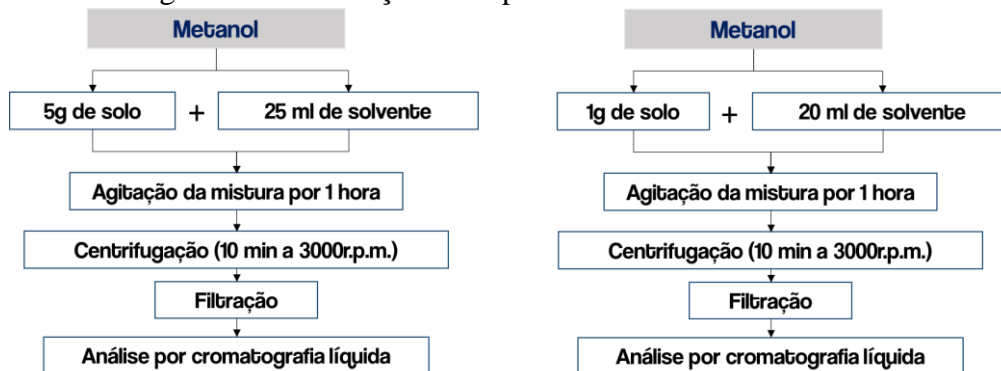 Metanol
5g de solo + 25 ml de solvente
Agitação da mistura por 1 hora
Centrifugação (10 min a 3000r.p.m.)
Filtração
Análise por cromatografia líquida
Metanol
1g de solo + 20 ml de solvente
Agitação da mistura por 1 hora
Centrifugação (10 min a 3000r.p.m.)
Filtração
Análise por cromatografia líquida